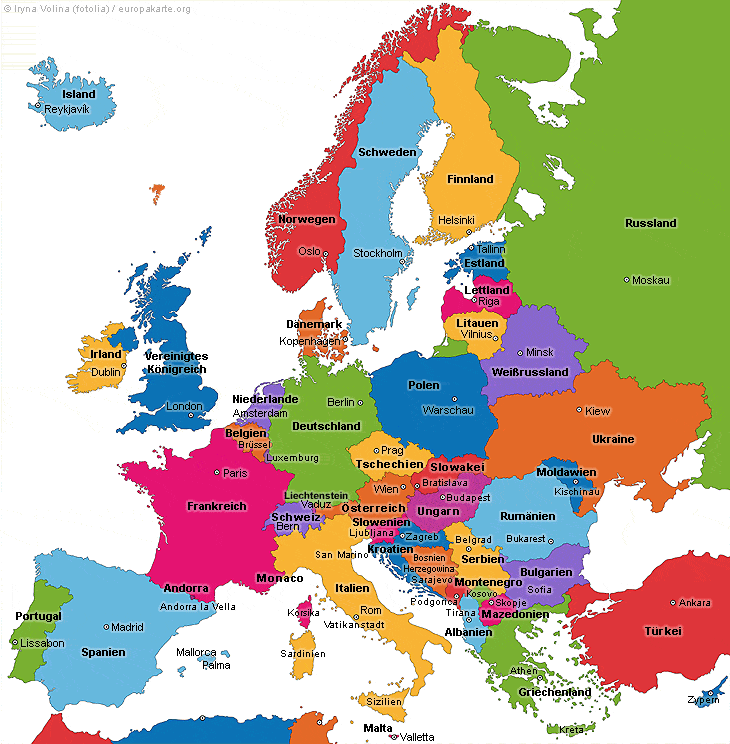 © Iryna Volina (fotolia) / europakarte.org
Island
Reykjavik
Schweden
Finnland
Norwegen
Russland
Helsinki
Oslo
Stockholm
Tallinn
Estland
Moskau
Lettland
Riga
Dänemark
Kopenhagen
Litauen
Vilnius
Irland
Dublin
Vereinigtes
Königreich
Minsk
Weißrussland
Polen
Warschau
Niederlande
Amsterdam
Berlin
London
Deutschland
Kiew
Ukraine
Belgien
Brüssel
Luxemburg
Prag
Tschechien
Paris
Slowakei
Bratislava
Moldawien
Kischinau
Wien
Budapest
Liechtenstein
Vaduz
Frankreich
Österreich
Ungarn
Schweiz
Bern
Slowenien
Ljubljana
Rumänien
Zagreb
Belgrad
Bukarest
San Marino
Kroatien
Bosnien
Herzegowina
Sarajevo
Serbien
Monaco
Andorra
Andorra la Vella
Italien
Montenegro
Kosovo
Bulgarien
Sofia
Podgorica
Skopje
Ankara
Portugal
Lissabon
Madrid
Spanien
Korsika
Rom
Vatikanstadt
Tirana
Mazedonien
Albanien
Türkei
Mallorca
Palma
Sardinien
Athen
Griechenland
Sizilien
Zypern
Kreta
Malta
Valletta